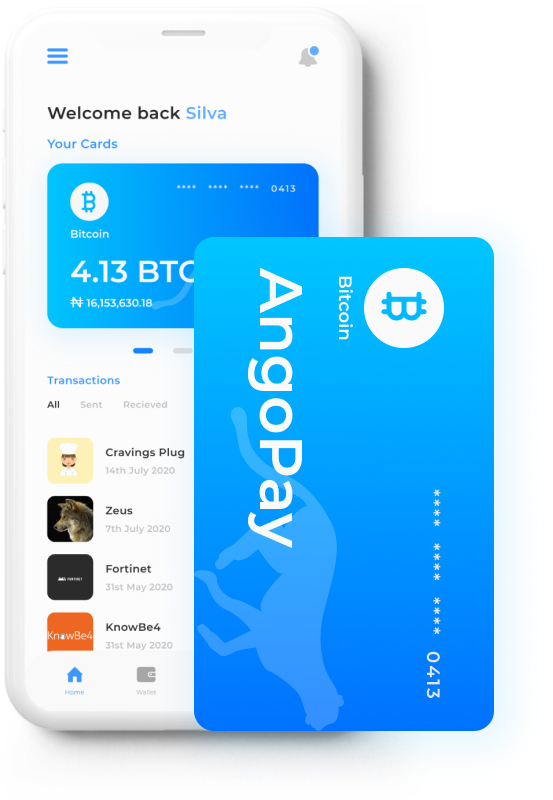 Welcome back Silva
Your Cards
**** **** **** 0413
Bitcoin
4.13 BTC
₦ 16,153,630.18
Transactions
All Sent Recieved
Cravings Plug
14th July 2020
Zeus
7th July 2020
Fortinet
31st May 2020
KnowBe4
KnowBe4
31st May 2020
Home Wallet
Bitcoin
AngoPay
**** **** **** 0413
FORTINET